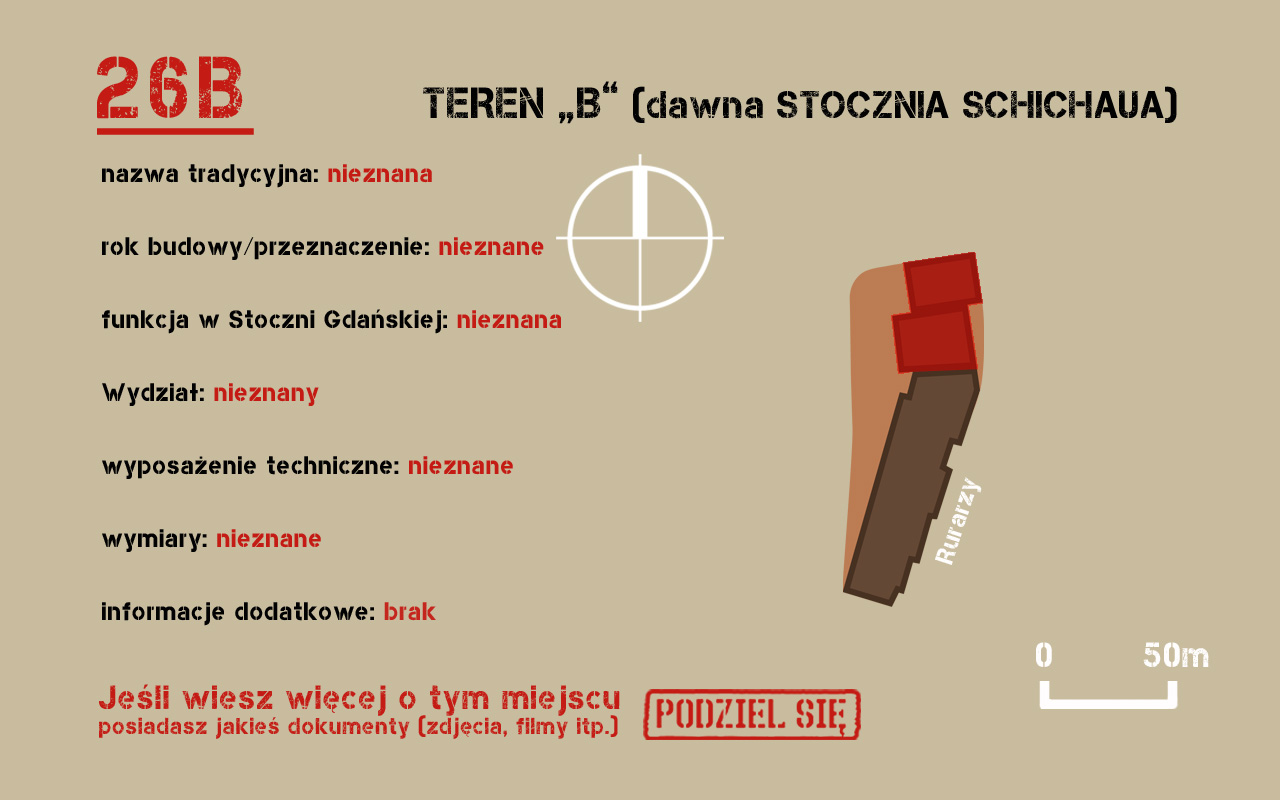 26B
TEREN „B“ (dawna STOCZNIA SCHICHAUA)
nazwa tradycyjna: nieznana
rok budowy/przeznaczenie: nieznane
funkcja w Stoczni Gdańskiej: nieznana
Wydział: nieznany
wyposażenie techniczne: nieznane
wymiary: nieznane
informacje dodatkowe: brak
Rurarzy
0 50m
Jeśli wiesz więcej o tym miejscu
posiadasz jakieś dokumenty (zdjęcia, filmy itp.)
PODZIEL SIĘ